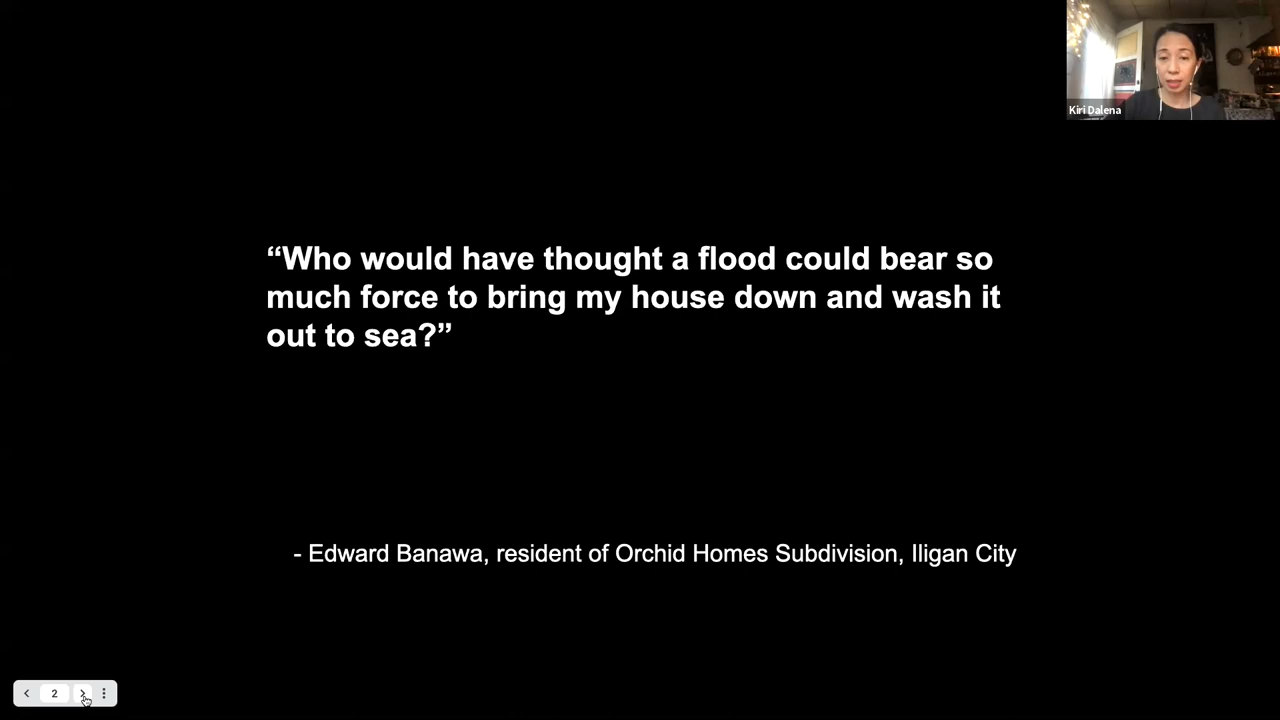 Kiri Dalena
“Who would have thought a flood could bear so
much force to bring my house down and wash it
out to sea?”
- Edward Banawa, resident of Orchid Homes Subdivision, Iligan City
2